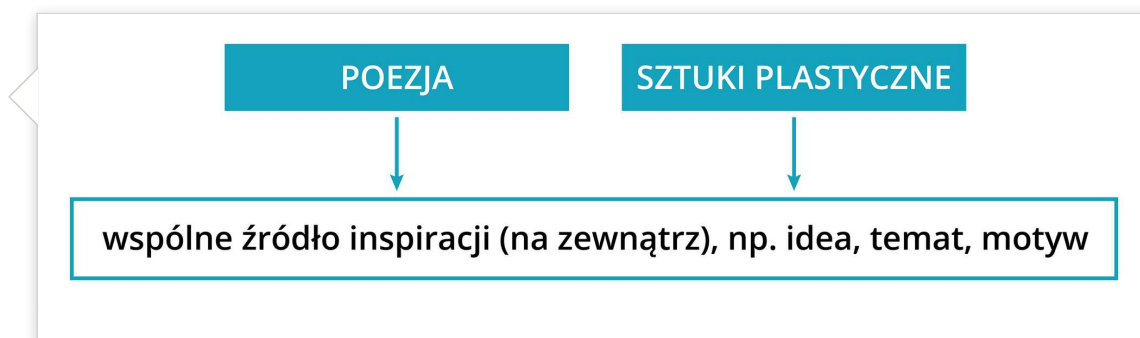 POEZJA
SZTUKI PLASTYCZNE
wspólne źródło inspiracji (na zewnątrz), np. idea, temat, motyw